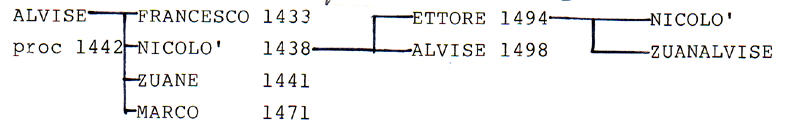 ALVISE FRANCESCO 1433 ETTORE 1494 NICOLO'
proc 1442 NICOLO' 1438 ALVISE 1498 ZUANALVISE
ZUANE 1441
MARCO 1471